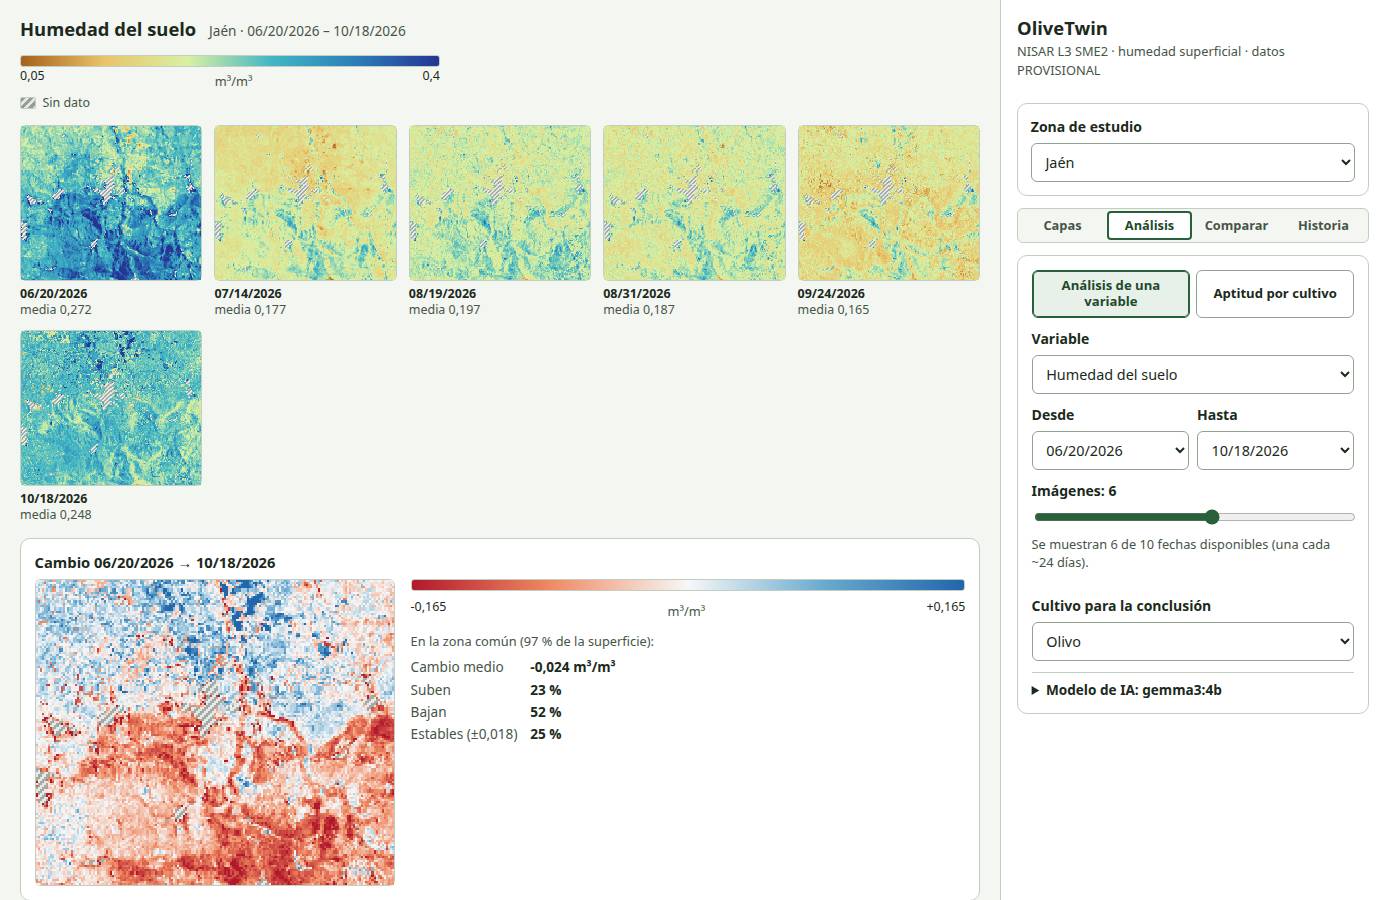 Humedad del suelo Jaén · 06/20/2026 – 10/18/2026
0,05 m³/m³ 0,4
Sin dato
06/20/2026
media 0,272
07/14/2026
media 0,177
08/19/2026
media 0,197
08/31/2026
media 0,187
09/24/2026
media 0,165
10/18/2026
media 0,248
Cambio 06/20/2026 → 10/18/2026
-0,165 m³/m³ +0,165
En la zona común (97 % de la superficie):
Cambio medio -0,024 m³/m³
Suben 23 %
Bajan 52 %
Estables (±0,018) 25 %
OliveTwin
NISAR L3 SME2 · humedad superficial · datos
PROVISIONAL
Zona de estudio
Jaén
Capas Análisis Comparar Historia
Análisis de una
variable
Aptitud por cultivo
Variable
Humedad del suelo
Desde Hasta
06/20/2026 10/18/2026
Imágenes: 6
Se muestran 6 de 10 fechas disponibles (una cada
~24 días).
Cultivo para la conclusión
Olivo
Modelo de IA: gemma3:4b